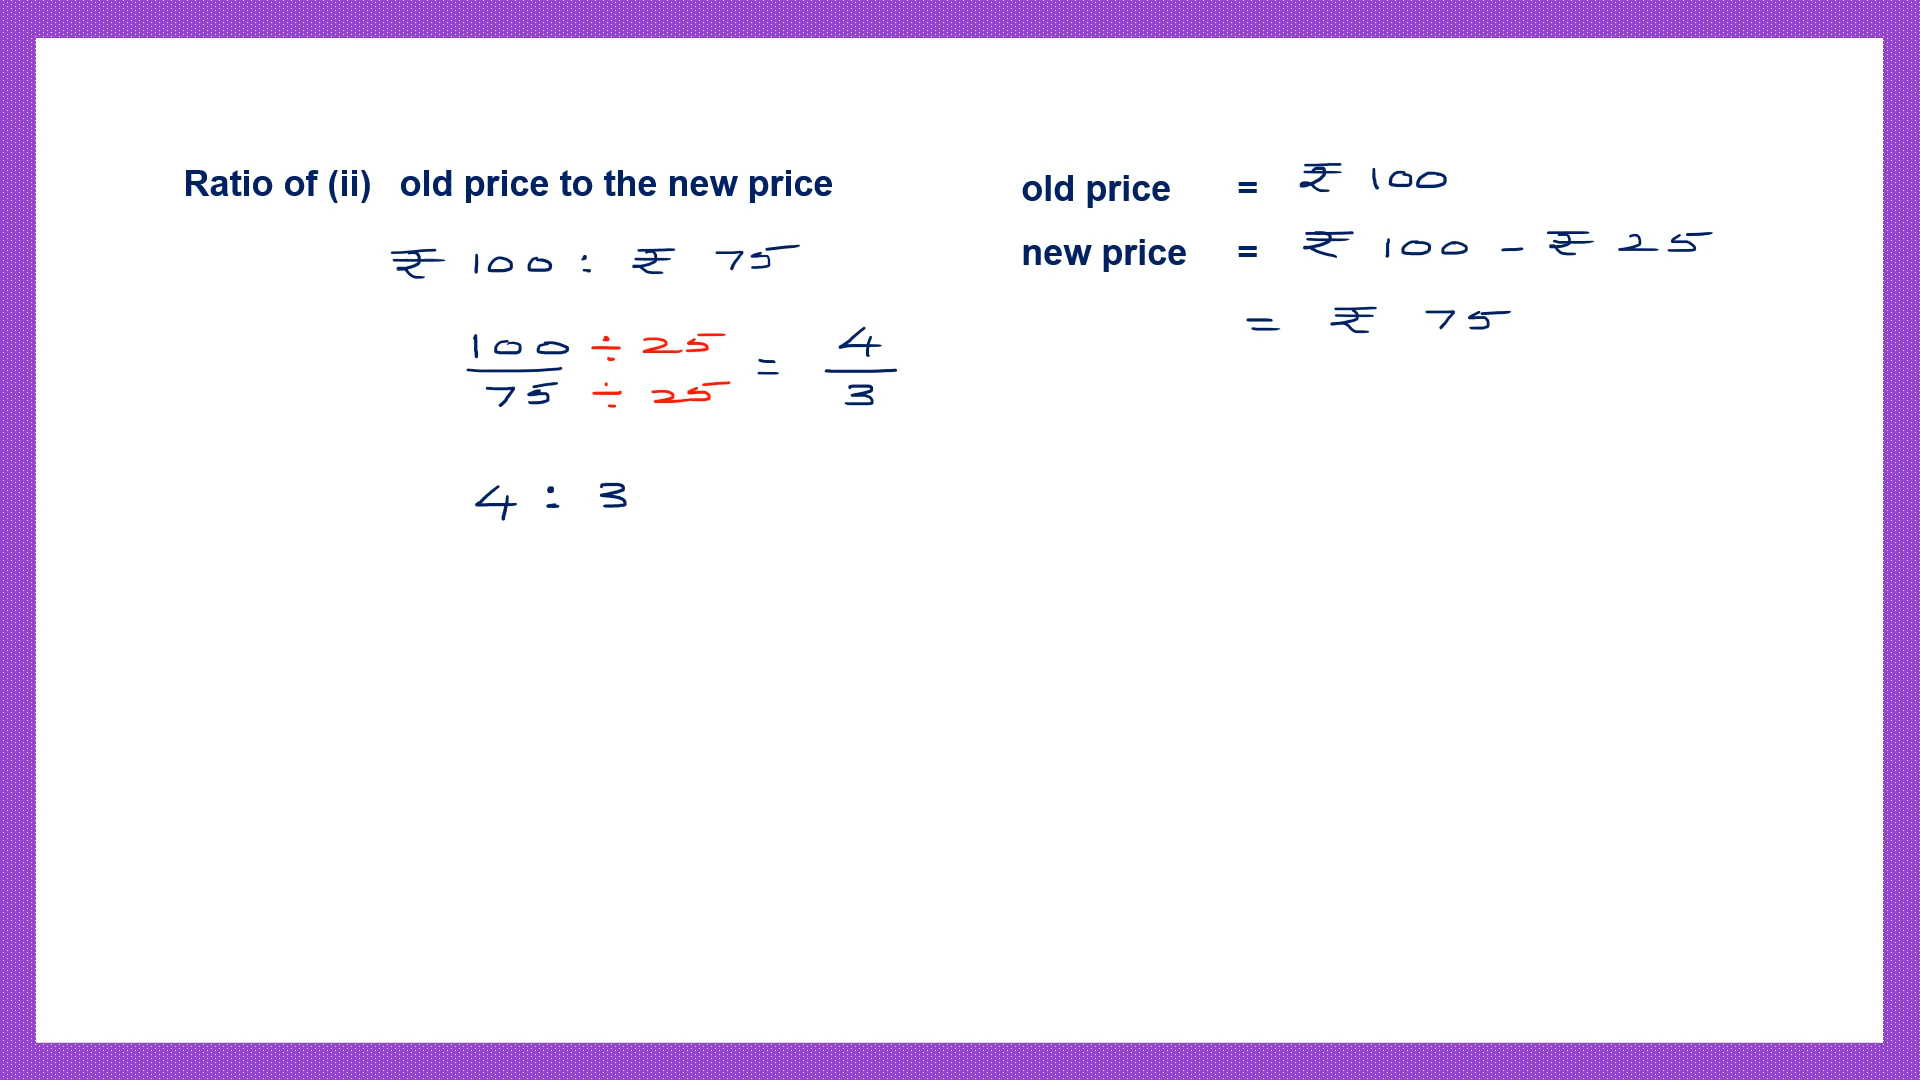 Ratio of (ii) old price to the new price
₹ 100 : ₹ 75
100 ÷ 25 / 75 ÷ 25 = 4 / 3
4 : 3
old price = ₹ 100
new price = ₹ 100 - ₹ 25
= ₹ 75